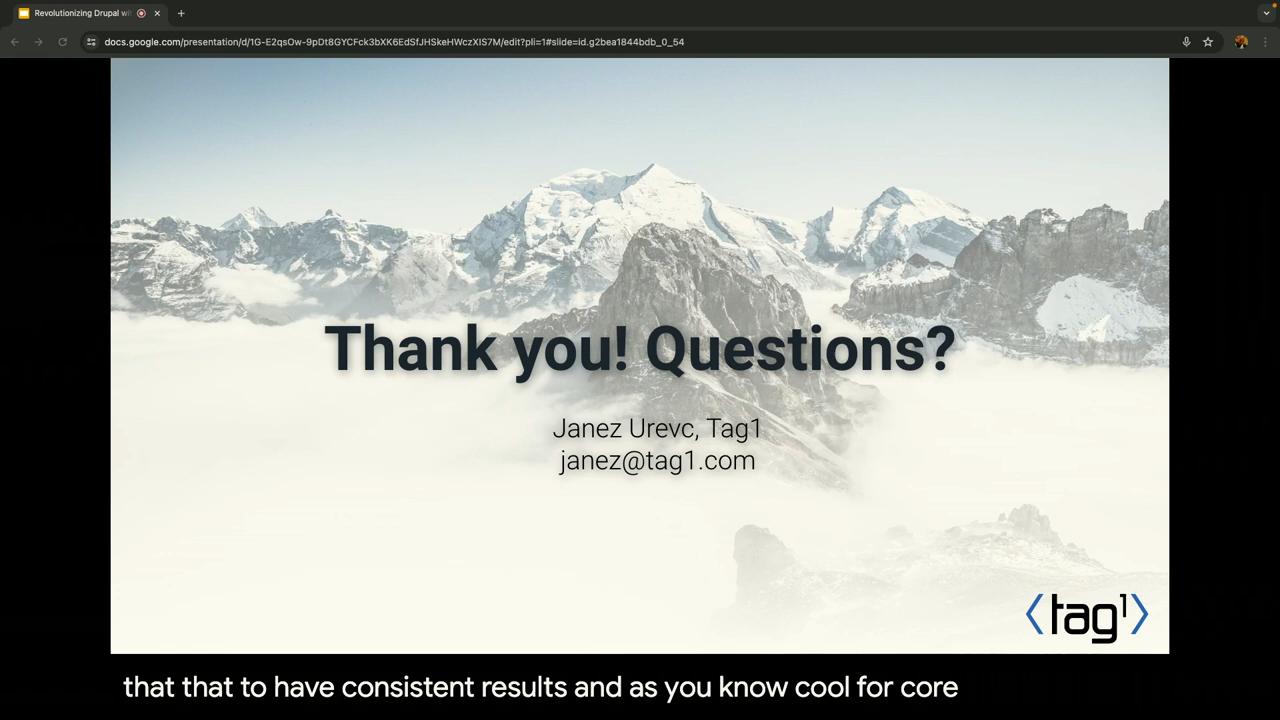 Revolutionizing Drupal wi
docs.google.com/presentation/d/1G-E2qsOw-9pDt8GYCFck3bXK6EdSfJHSkeHWczXIS7M/edit?pli=1#slide=id.g2bea1844bdb_0_54
Thank you! Questions?
Janez Urevc, Tag1
janez@tag1.com
tag1
that that to have consistent results and as you know cool for core